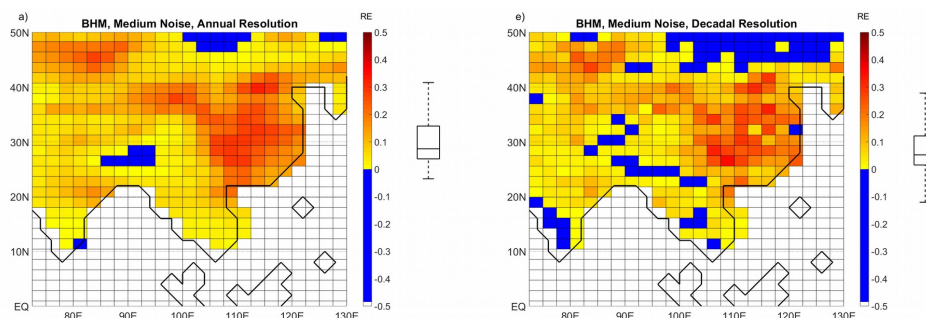 a) BHM, Medium Noise, Annual Resolution RE
50N
40N
30N
20N
10N
EQ
80E 90E 100E 110E 120E 130E
0.5
0.4
0.3
0.2
0.1
0
-0.1
-0.2
-0.3
-0.4
-0.5
e) BHM, Medium Noise, Decadal Resolution RE
50N
40N
30N
20N
10N
EQ
80E 90E 100E 110E 120E 130E
0.5
0.4
0.3
0.2
0.1
0
-0.1
-0.2
-0.3
-0.4
-0.5